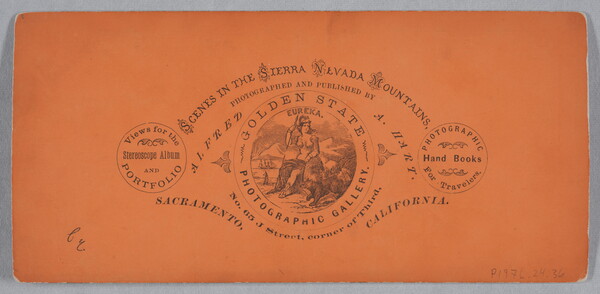 Scenes in the Sierra Nevada Mountains,
PHOTOGRAPHED AND PUBLISHED BY
ALFRED A. HART.
GOLDEN STATE
EUREKA.
PHOTOGRAPHIC GALLERY.
No. 65 J Street, corner of Third,
SACRAMENTO, CALIFORNIA.
Views for the
Stereoscope Album
AND
PORTFOLIO
PHOTOGRAPHIC
Hand Books
For Travelers.